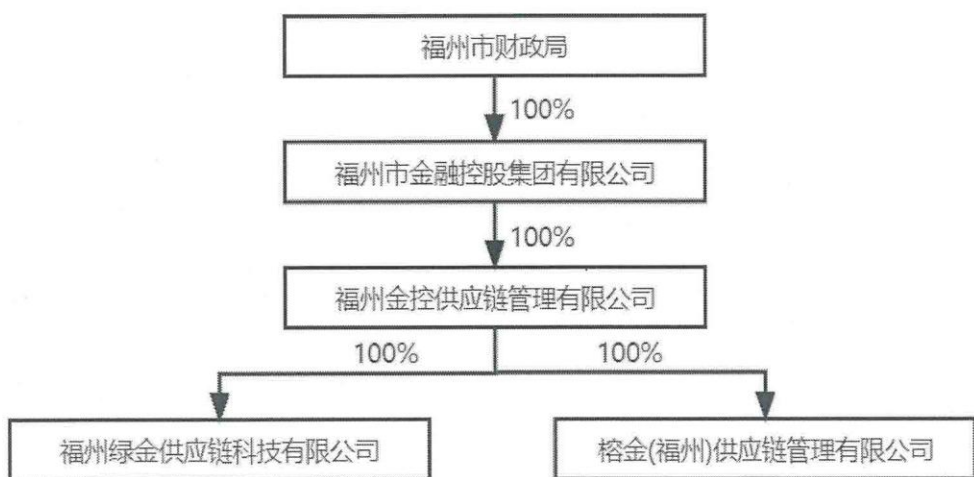 福州市财政局
100%
福州市金融控股集团有限公司
100%
福州金控供应链管理有限公司
100% 100%
福州绿金供应链科技有限公司 榕金(福州)供应链管理有限公司